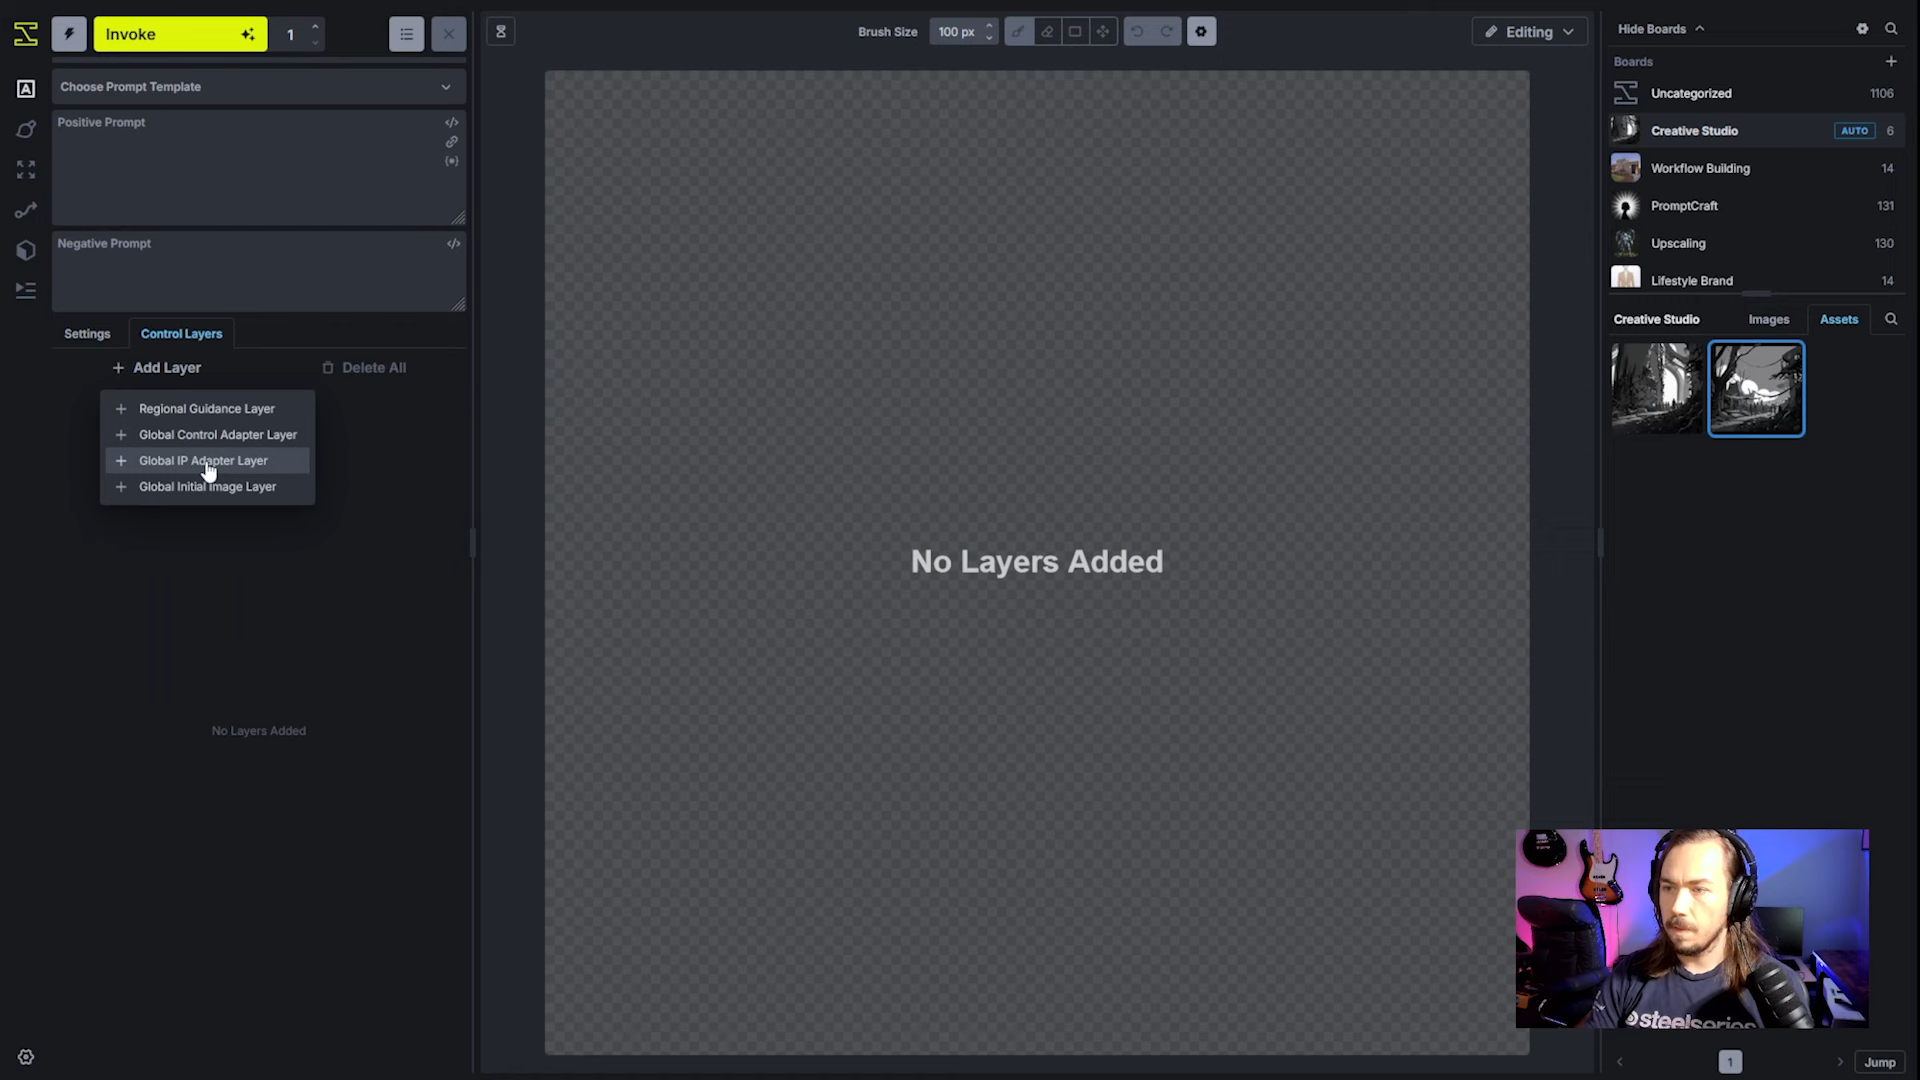 Invoke
1
Brush Size
100 px
Editing
Hide Boards
Choose Prompt Template
Positive Prompt
Negative Prompt
Settings
Control Layers
Add Layer
Delete All
Regional Guidance Layer
Global Control Adapter Layer
Global IP Adapter Layer
Global Initial Image Layer
No Layers Added
No Layers Added
Boards
Uncategorized
1106
Creative Studio
AUTO
6
Workflow Building
14
PromptCraft
131
Upscaling
130
Lifestyle Brand
14
Creative Studio
Images
Assets
steelseries
1
Jump